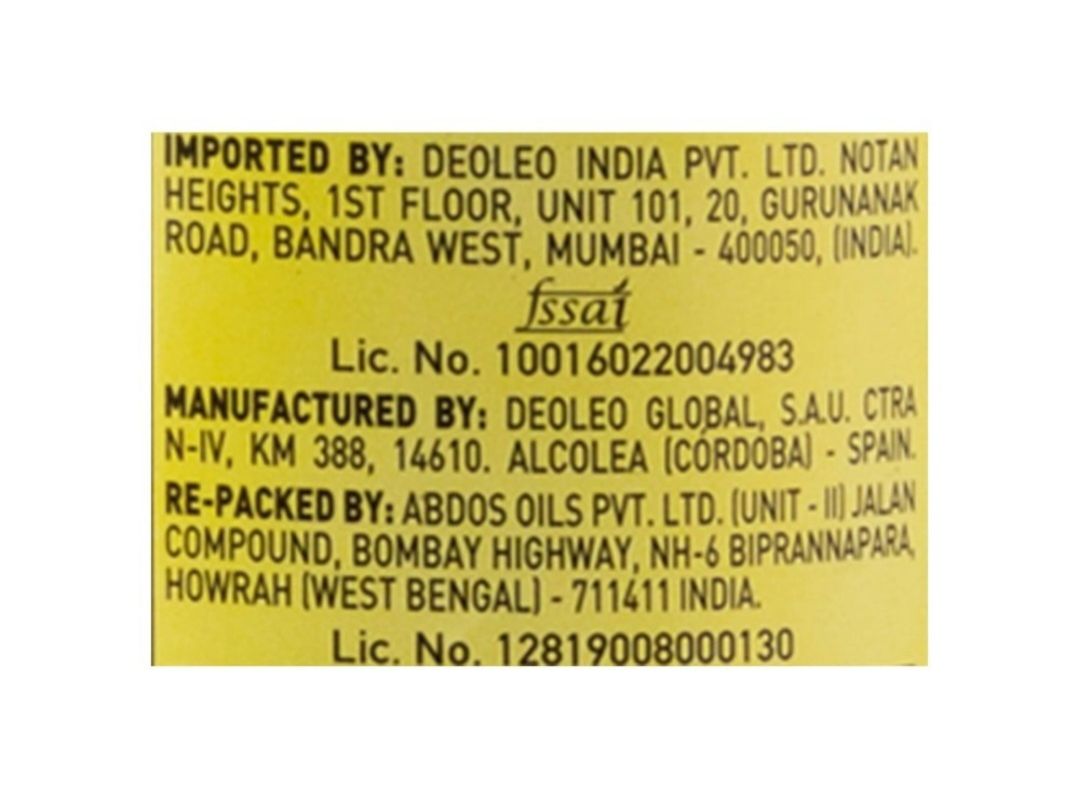 IMPORTED BY: DEOLEO INDIA PVT. LTD. NOTAN
HEIGHTS, 1ST FLOOR, UNIT 101, 20, GURUNANAK
ROAD, BANDRA WEST, MUMBAI - 400050, (INDIA).
fssai
Lic. No. 10016022004983
MANUFACTURED BY: DEOLEO GLOBAL, S.A.U. CTRA
N-IV, KM 388, 14610. ALCOLEA (CÓRDOBA) - SPAIN.
RE-PACKED BY: ABDOS OILS PVT. LTD. (UNIT - II) JALAN
COMPOUND, BOMBAY HIGHWAY, NH-6 BIPRANNAPARA,
HOWRAH (WEST BENGAL) - 711411 INDIA.
Lic. No. 12819008000130